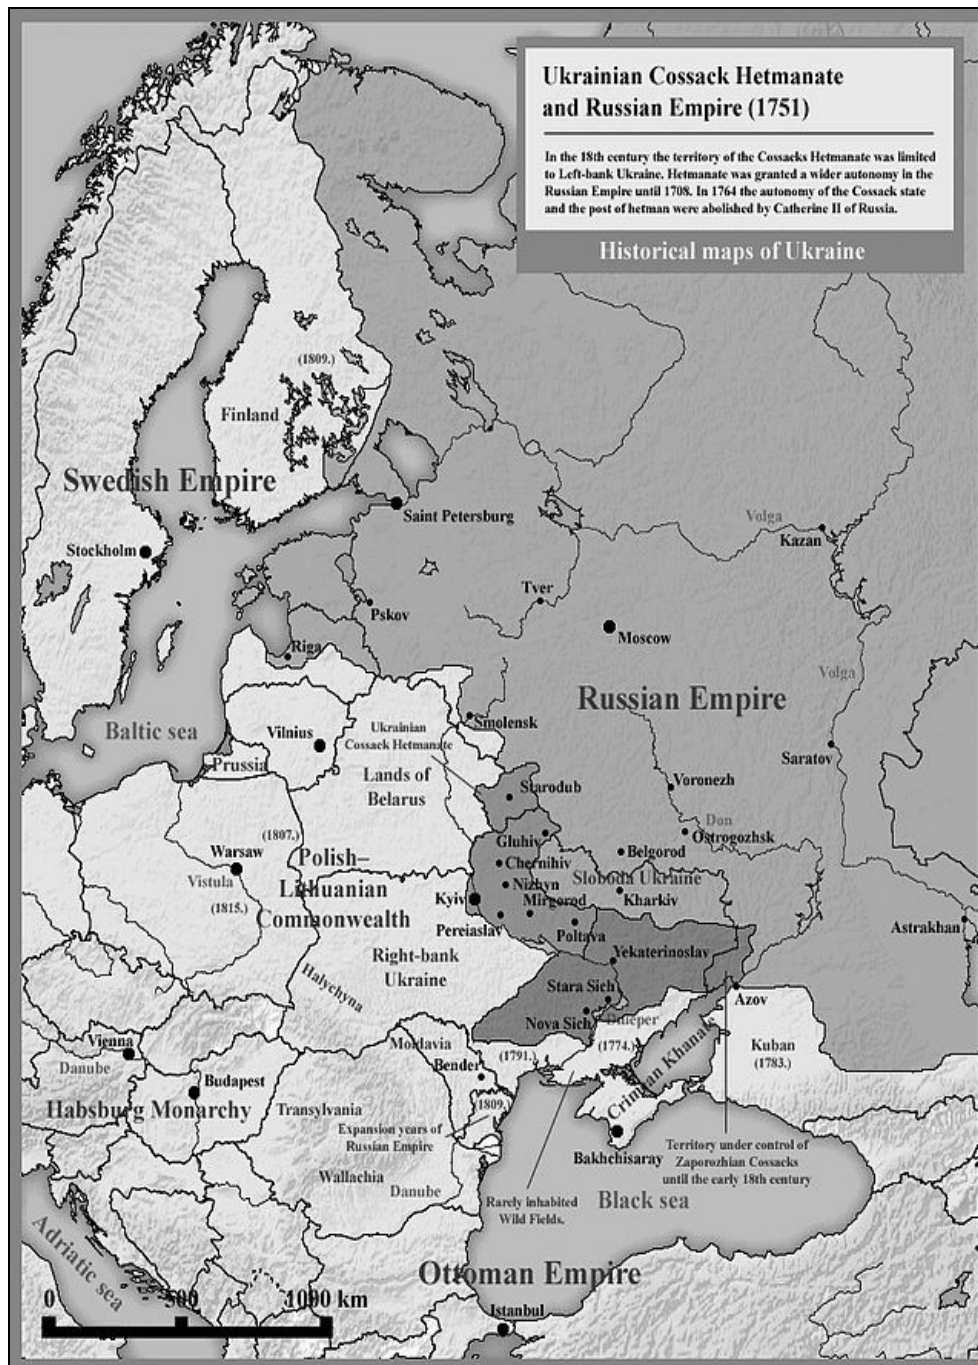 Ukrainian Cossack Hetmanate
and Russian Empire (1751)
In the 18th century the territory of the Cossacks Hetmanate was limited
to Left-bank Ukraine. Hetmanate was granted a wider autonomy in the
Russian Empire until 1708. In 1764 the autonomy of the Cossack state
and the post of hetman were abolished by Catherine II of Russia.
Historical maps of Ukraine
(1809.)
Finland
Swedish Empire
Saint Petersburg
Volga
Kazan
Stockholm
Tver
Pskov
Moscow
Riga
Volga
Russian Empire
Smolensk
Baltic sea
Vilnius
Ukrainian
Cossack Hetmanate
Saratov
Prussia
Lands of
Belarus
Voronezh
Starodub
Don
Ostrogozhsk
(1807.)
Gluhiv
Warsaw
Polish–
Lithuanian
Commonwealth
Belgorod
Chernihiv
Vistula
Nizhyn
Sloboda Ukraine
(1815.)
Kyiv
Mirgorod
Kharkiv
Pereiaslav
Poltava
Astrakhan
Right-bank
Ukraine
Yekaterinoslav
Halychyna
Stara Sich
Azov
Nova Sich
Dnieper
Vienna
Moldavia
(1791.)
(1774.)
Kuban
(1783.)
Danube
Bender
Crimean Khanate
Budapest
Habsburg Monarchy
Transylvania
(1809.
Expansion years of
Russian Empire
Bakhchisaray
Territory under control of
Zaporozhian Cossacks
until the early 18th century
Wallachia
Danube
Rarely inhabited
Wild Fields.
Black sea
Adriatic sea
Ottoman Empire
0 500 1000 km
Istanbul